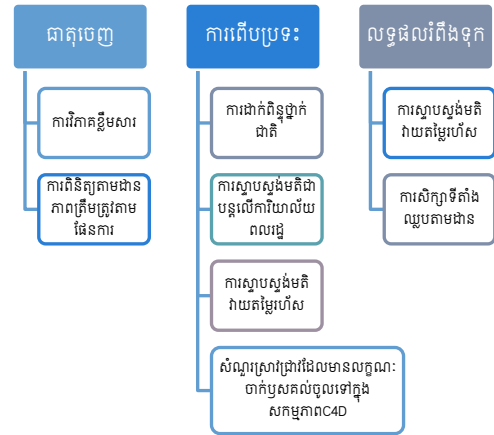 ធាតុចេញ
ការវិភាគខ្លឹមសារ
ការពិនិត្យតាមដាន
ភាពត្រឹមត្រូវតាម
ផែនការ
ការពើបប្រទះ
ការដាក់ពិន្ទុថ្នាក់
ជាតិ
ការស្ទាបស្ទង់មតិជា
បន្តលើការិយាល័យ
ពលរដ្ឋ
ការស្ទាបស្ទង់មតិ
វាយតម្លៃរហ័ស
សំណួរស្រាវជ្រាវដែលមានលក្ខណៈ
ចាក់ឫសគល់ចូលទៅក្នុង
សកម្មភាពC4D
លទ្ធផលរំពឹងទុក
ការស្ទាបស្ទង់មតិ
វាយតម្លៃរហ័ស
ការសិក្សាទីតាំង
ឈ្លបតាមដាន